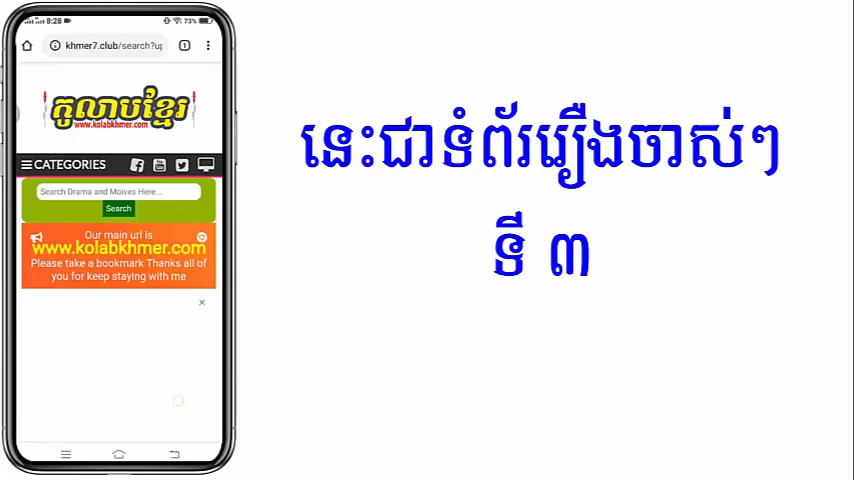 8:28
73%
khmer7.club/search?up
1
កូលាបខ្មែរ
www.kolabkhmer.com
CATEGORIES
Search Drama and Moives Here...
Search
Our main url is
www.kolabkhmer.com
Please take a bookmark Thanks all of
you for keep staying with me
នេះជាទំព័ររឿងចាស់ៗ
ទី ៣